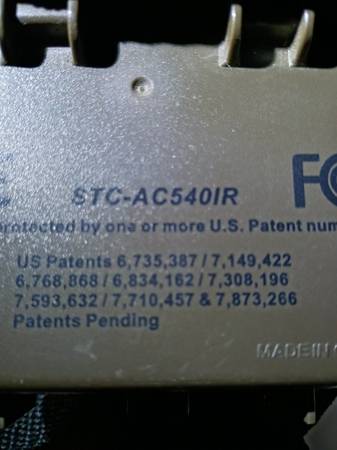 STC-AC540IR
FC
protected by one or more U.S. Patent num
US Patents 6,735,387 / 7,149,422
6,768,868 / 6,834,162 / 7,308,196
7,593,632 / 7,710,457 & 7,873,266
Patents Pending
MADE IN